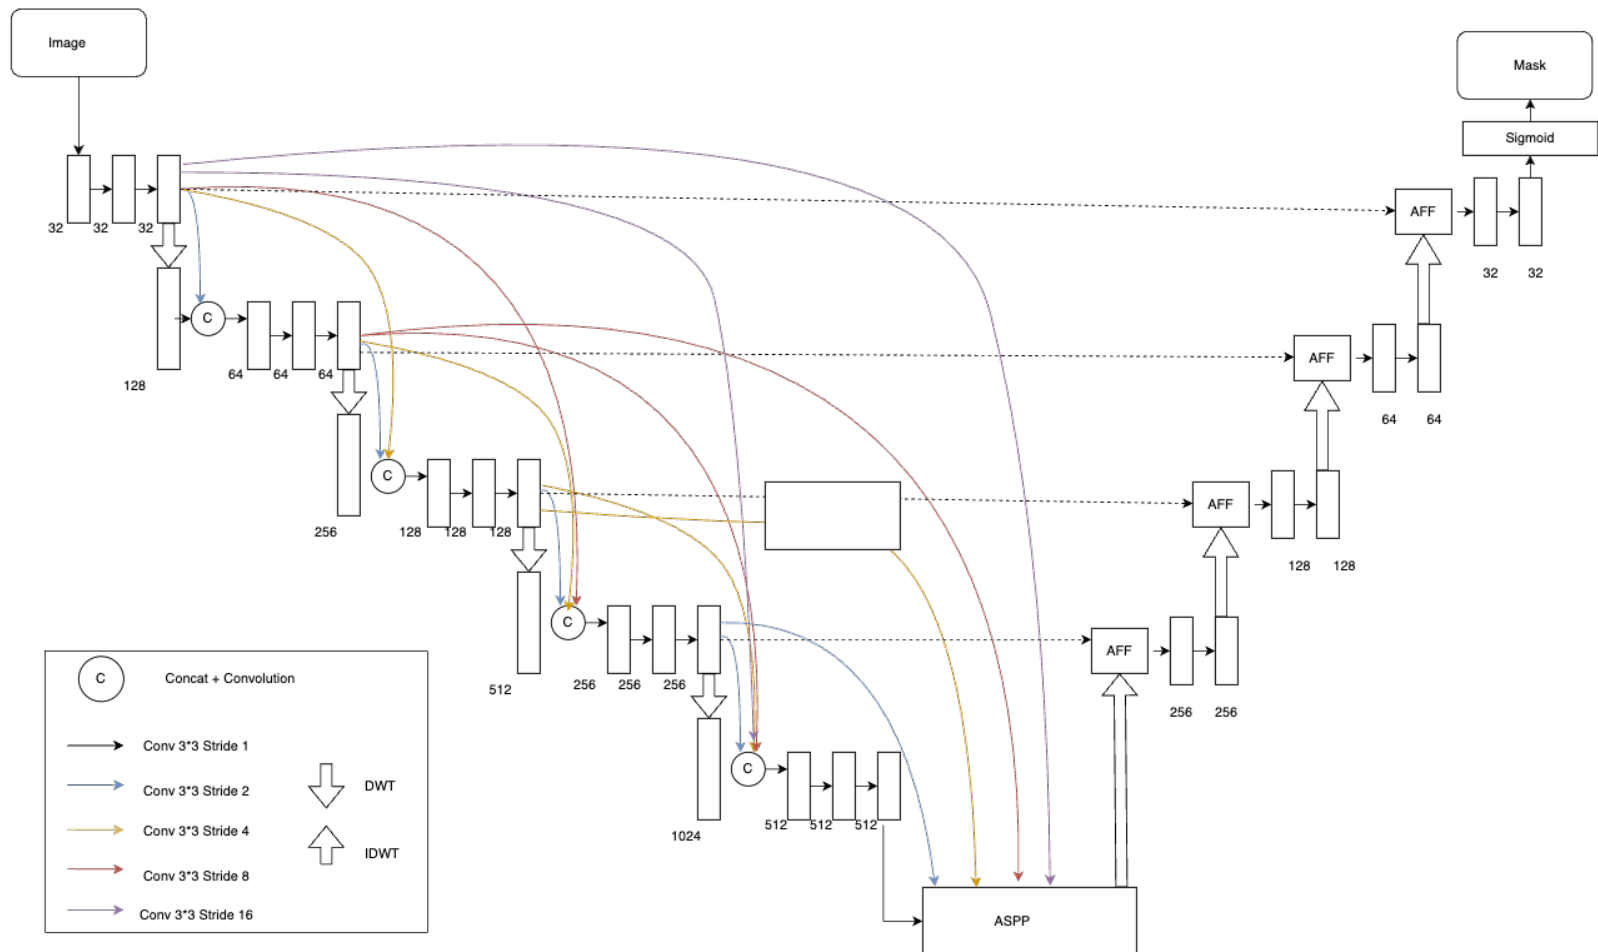 Image
Mask
Sigmoid
AFF
32
32
32
32
32
C
128
AFF
64
64
64
64
64
C
256
AFF
128
128
128
128
128
C
512
AFF
256
256
256
256
256
C
1024
512
512
512
ASPP
C
Concat + Convolution
Conv 3*3 Stride 1
Conv 3*3 Stride 2
Conv 3*3 Stride 4
Conv 3*3 Stride 8
Conv 3*3 Stride 16
DWT
IDWT